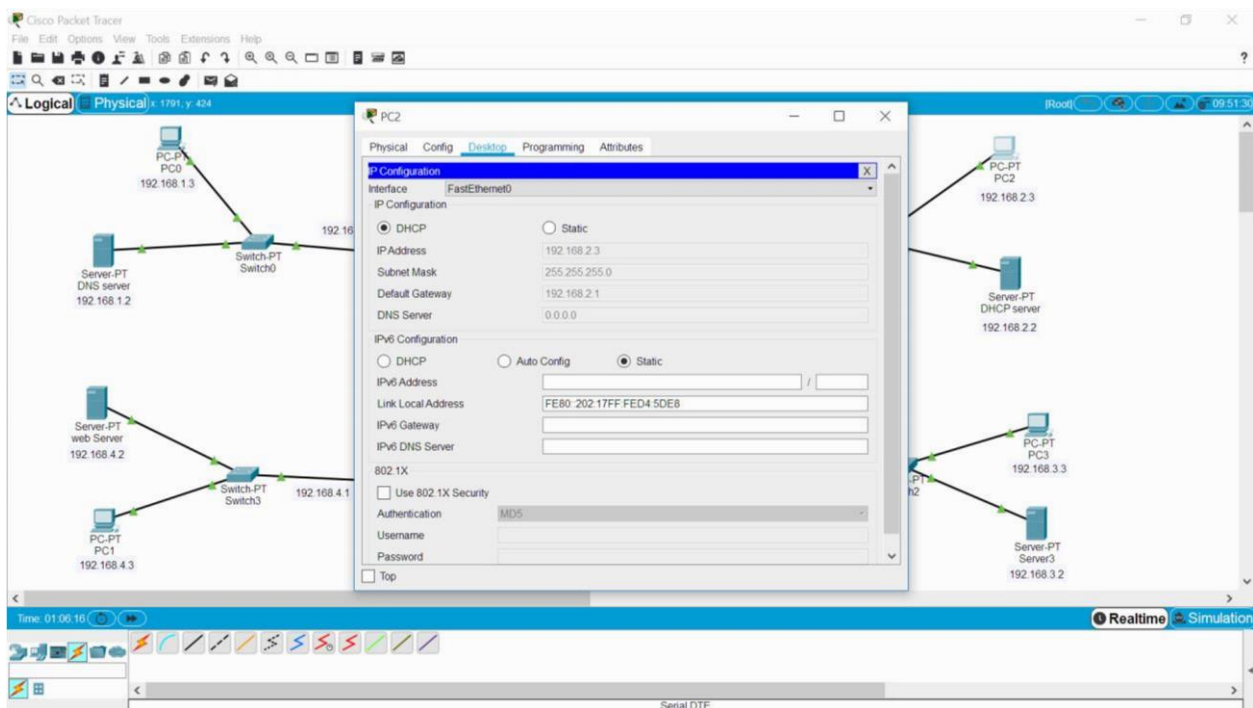 Cisco Packet Tracer
File Edit Options View Tools Extensions Help
?
Logical Physical x: 1791, y: 424 [Root] 09:51:30
PC-PT
PC0
192.168.1.3
Server-PT
DNS server
192.168.1.2
Switch-PT
Switch0
192.16
Server-PT
web Server
192.168.4.2
Switch-PT
Switch3
192.168.4.1
PC-PT
PC1
192.168.4.3
PC2
Physical Config Desktop Programming Attributes
IP Configuration X
Interface FastEthernet0
IP Configuration
DHCP Static
IP Address 192.168.2.3
Subnet Mask 255.255.255.0
Default Gateway 192.168.2.1
DNS Server 0.0.0.0
IPv6 Configuration
DHCP Auto Config Static
IPv6 Address /
Link Local Address FE80::202:17FF:FED4:5DE8
IPv6 Gateway
IPv6 DNS Server
802.1X
Use 802.1X Security
Authentication MD5
Username
Password
Top
PC-PT
PC2
192.168.2.3
Server-PT
DHCP server
192.168.2.2
PC-PT
PC3
192.168.3.3
-PT
h2
Server-PT
Server3
192.168.3.2
Time: 01:06:16 Realtime Simulation
Serial DTE